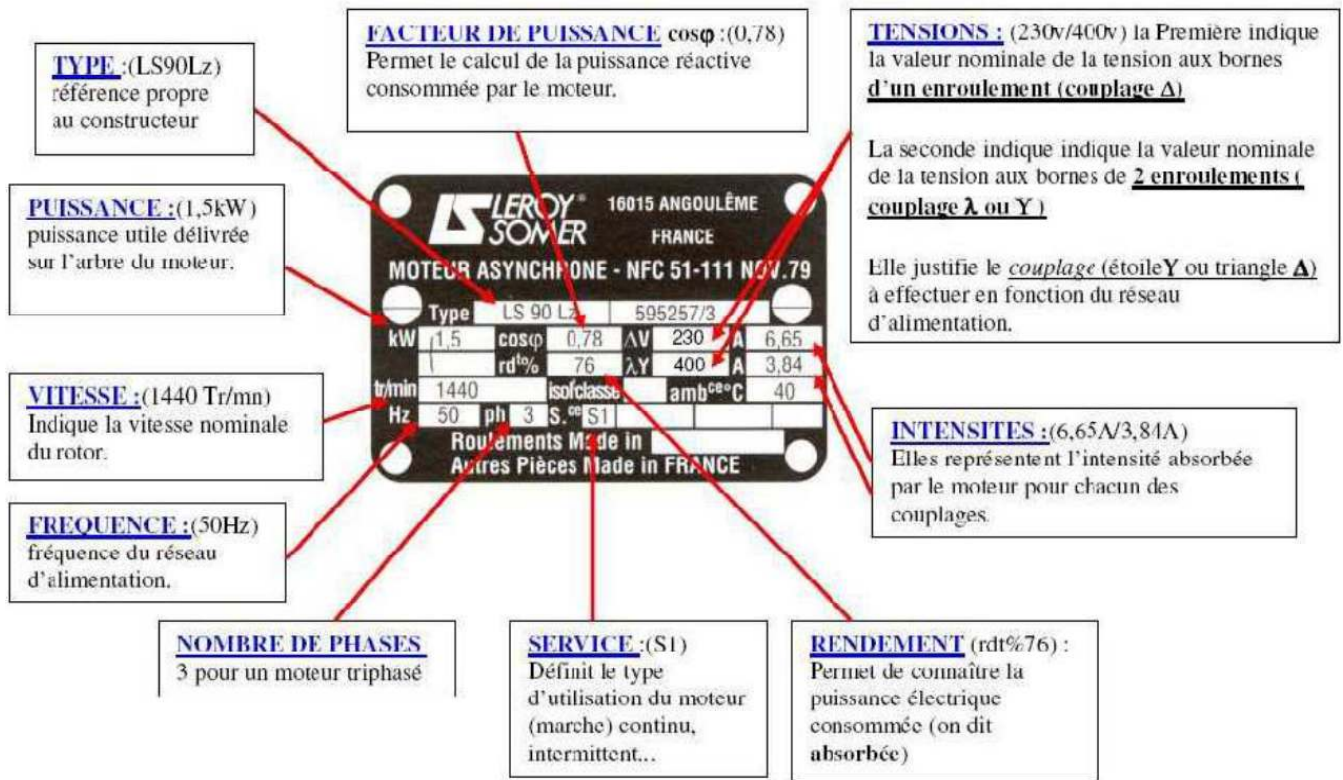 TYPE :(LS90Lz)
référence propre
au constructeur
FACTEUR DE PUISSANCE cosφ :(0,78)
Permet le calcul de la puissance réactive
consommée par le moteur.
TENSIONS : (230v/400v) la Première indique
la valeur nominale de la tension aux bornes
d'un enroulement (couplage Δ)
La seconde indique indique la valeur nominale
de la tension aux bornes de 2 enroulements (
couplage λ ou Y )
Elle justifie le couplage (étoileY ou triangle Δ)
à effectuer en fonction du réseau
d'alimentation.
PUISSANCE :(1,5kW)
puissance utile délivrée
sur l'arbre du moteur.
VITESSE :(1440 Tr/mn)
Indique la vitesse nominale
du rotor.
FREQUENCE :(50Hz)
fréquence du réseau
d'alimentation.
LS LEROY® 16015 ANGOULÊME
SOMER FRANCE
MOTEUR ASYNCHRONE - NFC 51-111 NOV.79
Type LS 90 Lz 595257/3
kW 1,5 cosφ 0,78 ΔV 230 A 6,65
rdto% 76 λY 400 A 3,84
tr/min 1440 isolclasse ambce°C 40
Hz 50 ph 3 S.ce S1
Roulements Made in
Autres Pièces Made in FRANCE
INTENSITES :(6,65A/3,84A)
Elles représentent l'intensité absorbée
par le moteur pour chacun des
couplages.
NOMBRE DE PHASES
3 pour un moteur triphasé
SERVICE :(S1)
Définit le type
d'utilisation du moteur
(marche) continu,
intermittent...
RENDEMENT (rdt%76) :
Permet de connaître la
puissance électrique
consommée (on dit
absorbée)